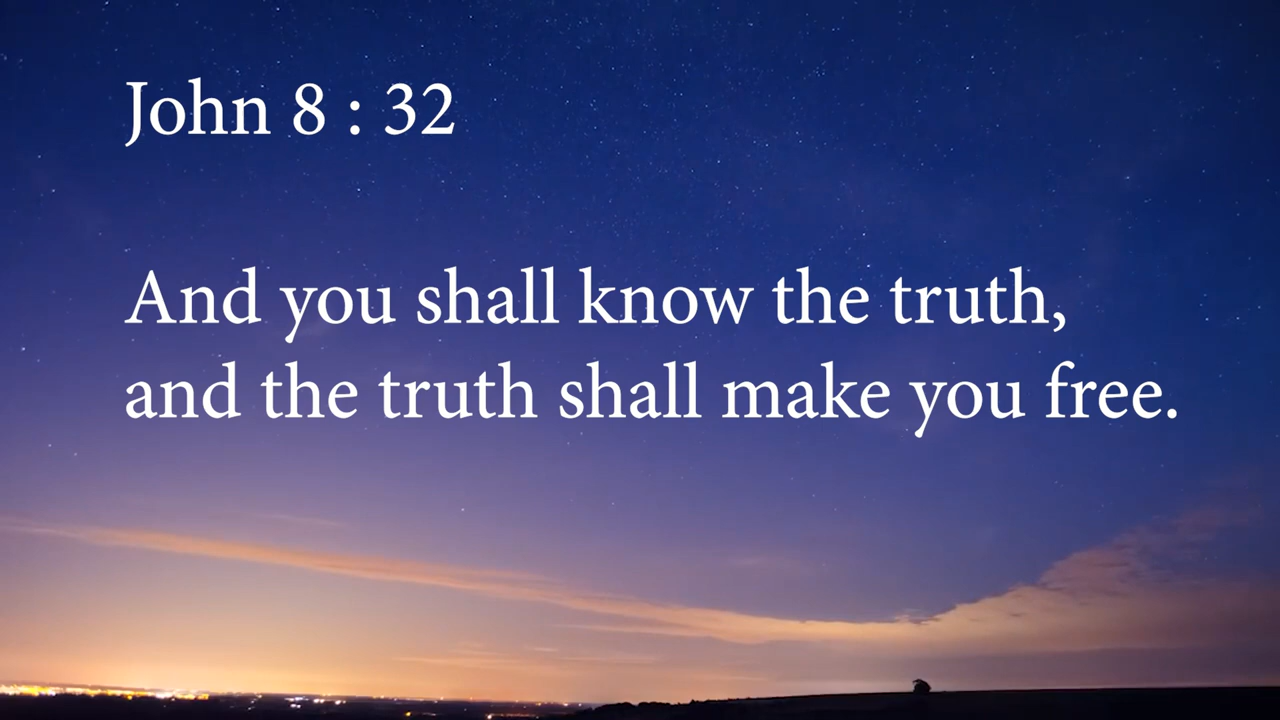 John 8 : 32
And you shall know the truth,
and the truth shall make you free.